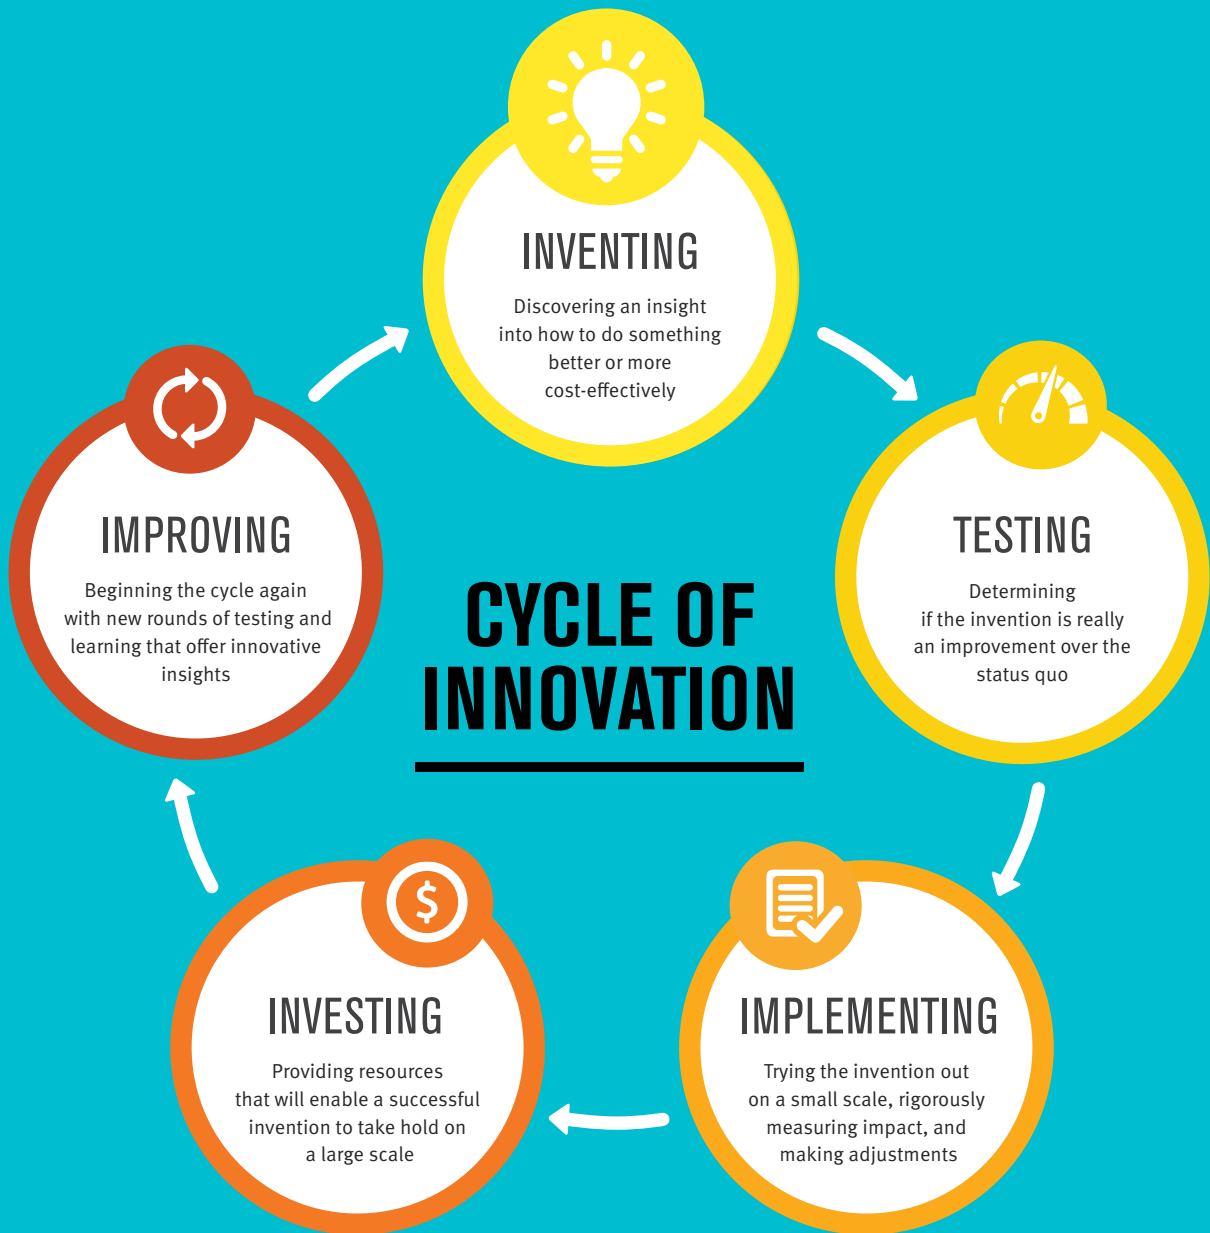 INVENTING
Discovering an insight
into how to do something
better or more
cost-effectively
TESTING
Determining
if the invention is really
an improvement over the
status quo
IMPLEMENTING
Trying the invention out
on a small scale, rigorously
measuring impact, and
making adjustments
INVESTING
Providing resources
that will enable a successful
invention to take hold on
a large scale
IMPROVING
Beginning the cycle again
with new rounds of testing and
learning that offer innovative
insights
CYCLE OF
INNOVATION
$